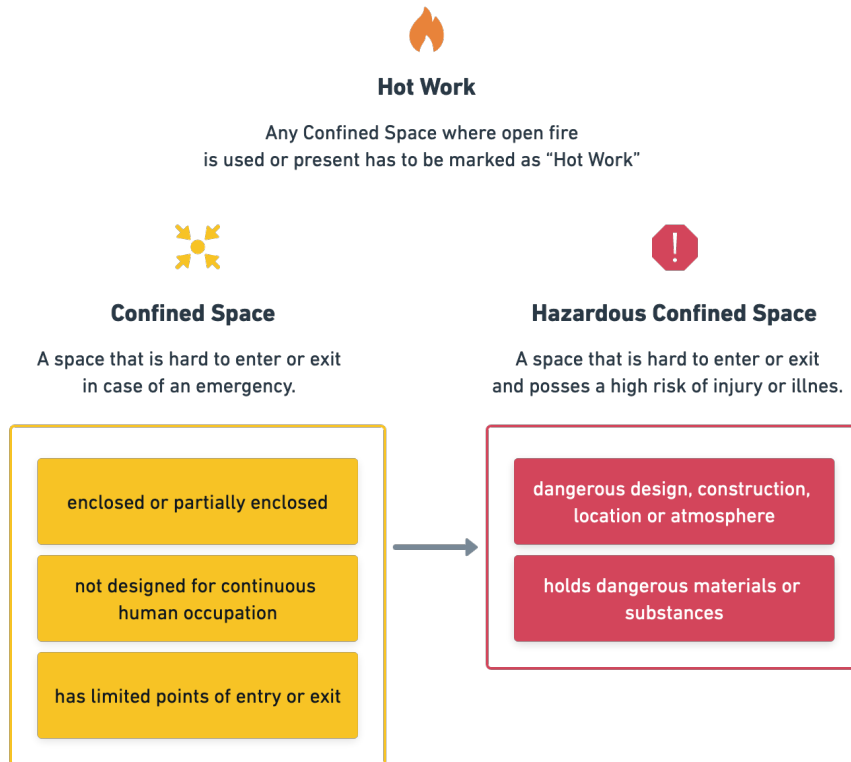 Hot Work
Any Confined Space where open fire
is used or present has to be marked as “Hot Work”
Confined Space
A space that is hard to enter or exit
in case of an emergency.
enclosed or partially enclosed
not designed for continuous
human occupation
has limited points of entry or exit
Hazardous Confined Space
A space that is hard to enter or exit
and posses a high risk of injury or illnes.
dangerous design, construction,
location or atmosphere
holds dangerous materials or
substances